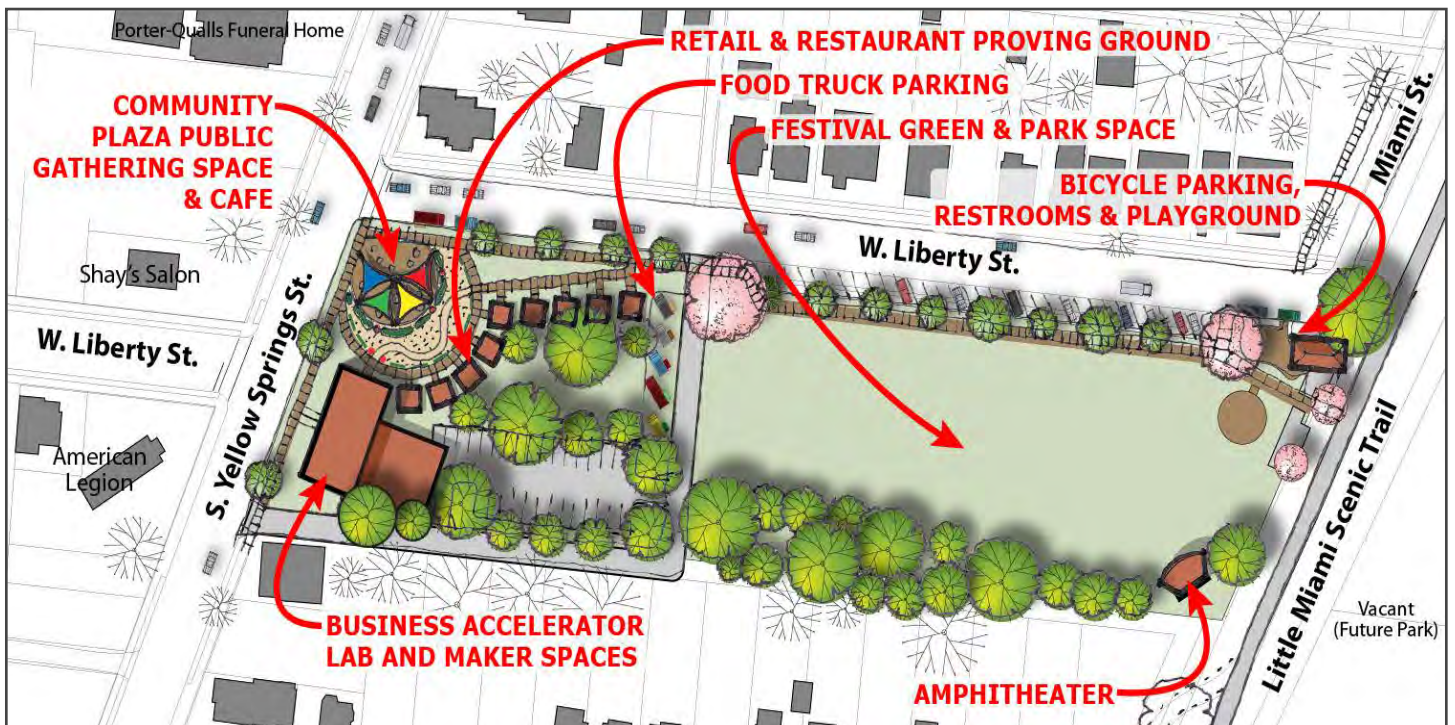 Porter-Qualls Funeral Home
RETAIL & RESTAURANT PROVING GROUND
FOOD TRUCK PARKING
COMMUNITY
PLAZA PUBLIC
GATHERING SPACE
& CAFE
FESTIVAL GREEN & PARK SPACE
Miami St.
BICYCLE PARKING,
RESTROOMS & PLAYGROUND
W. Liberty St.
Shay's Salon
W. Liberty St.
S. Yellow Springs St.
American
Legion
Little Miami Scenic Trail
Vacant
(Future Park)
BUSINESS ACCELERATOR
LAB AND MAKER SPACES
AMPHITHEATER